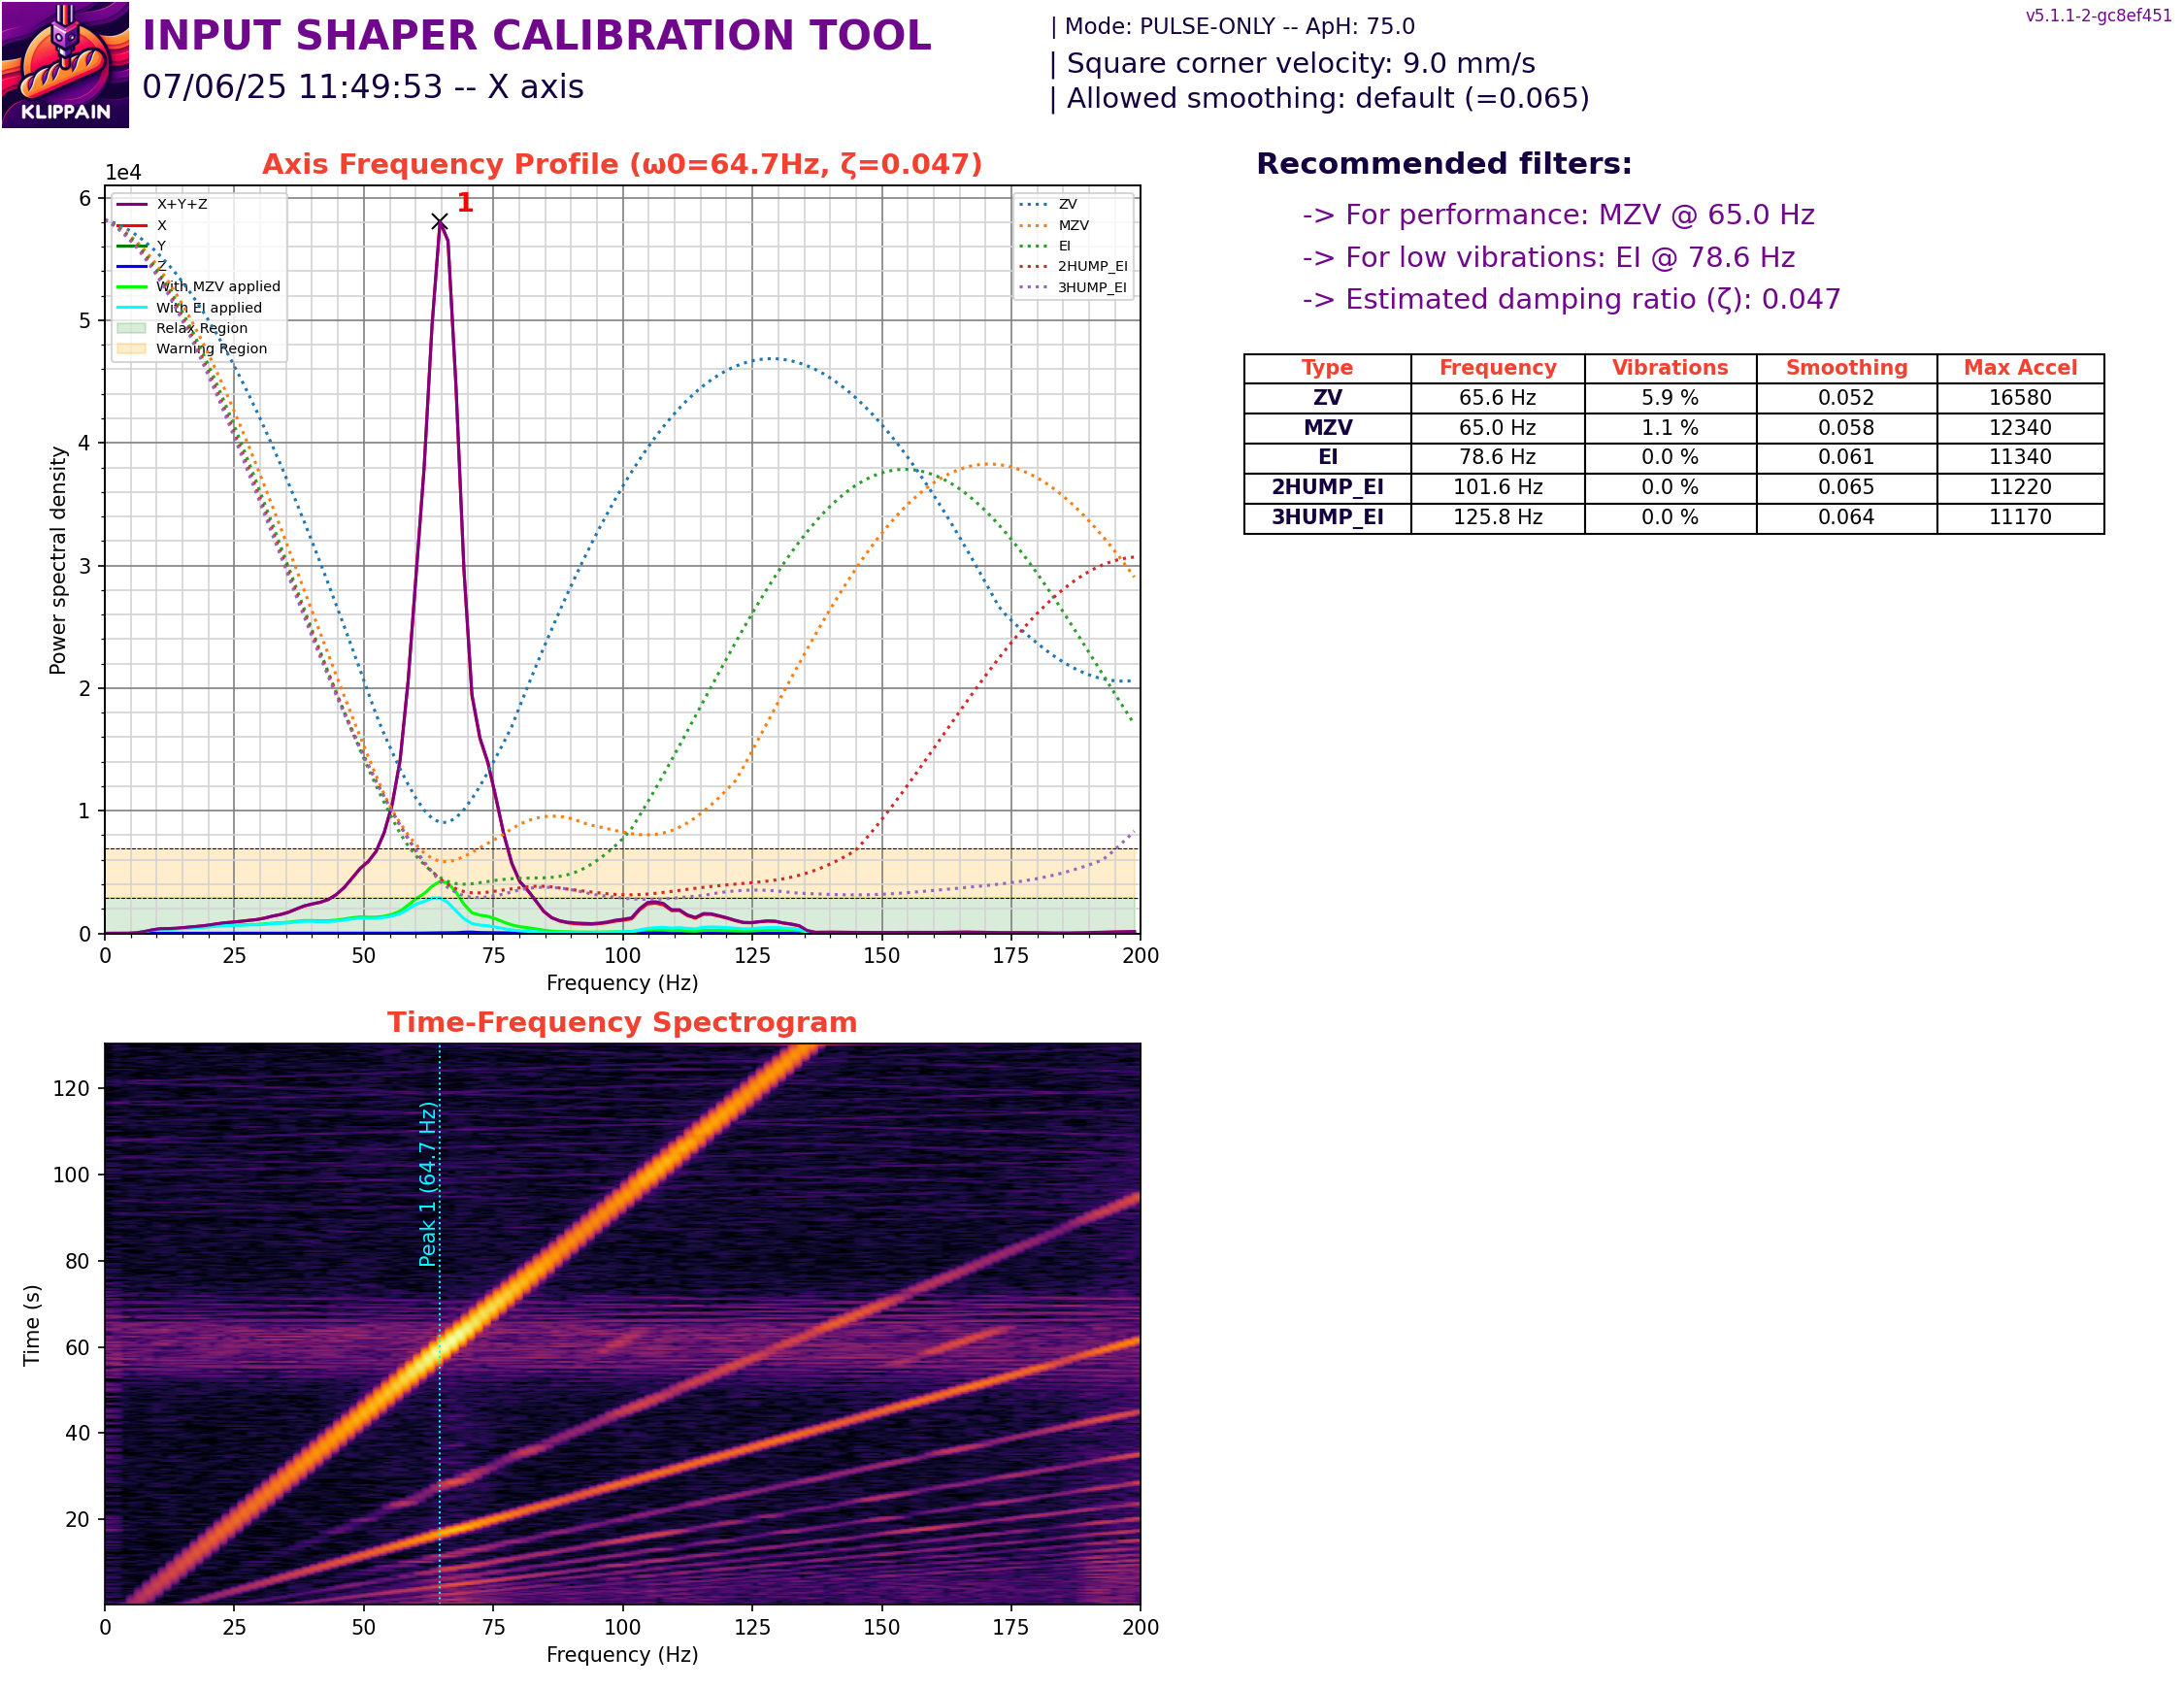 KLIPPAIN
INPUT SHAPER CALIBRATION TOOL
07/06/25 11:49:53 -- X axis
| Mode: PULSE-ONLY -- ApH: 75.0
| Square corner velocity: 9.0 mm/s
| Allowed smoothing: default (=0.065)
v5.1.1-2-gc8ef451
Axis Frequency Profile (ω0=64.7Hz, ζ=0.047)
1e4
1
X+Y+Z
X
Y
Z
With MZV applied
With EI applied
Relax Region
Warning Region
ZV
MZV
EI
2HUMP_EI
3HUMP_EI
6
5
4
3
2
1
0
Power spectral density
0 25 50 75 100 125 150 175 200
Frequency (Hz)
Recommended filters:
-> For performance: MZV @ 65.0 Hz
-> For low vibrations: EI @ 78.6 Hz
-> Estimated damping ratio (ζ): 0.047
Type Frequency Vibrations Smoothing Max Accel
ZV 65.6 Hz 5.9 % 0.052 16580
MZV 65.0 Hz 1.1 % 0.058 12340
EI 78.6 Hz 0.0 % 0.061 11340
2HUMP_EI 101.6 Hz 0.0 % 0.065 11220
3HUMP_EI 125.8 Hz 0.0 % 0.064 11170
Time-Frequency Spectrogram
Peak 1 (64.7 Hz)
120
100
80
60
40
20
Time (s)
0 25 50 75 100 125 150 175 200
Frequency (Hz)